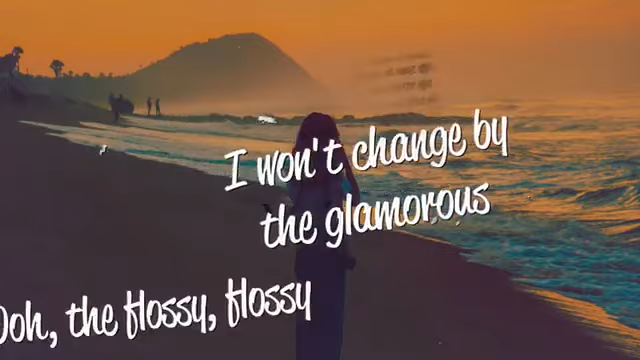 I won't change by
the glamorous
Ooh, the flossy, flossy